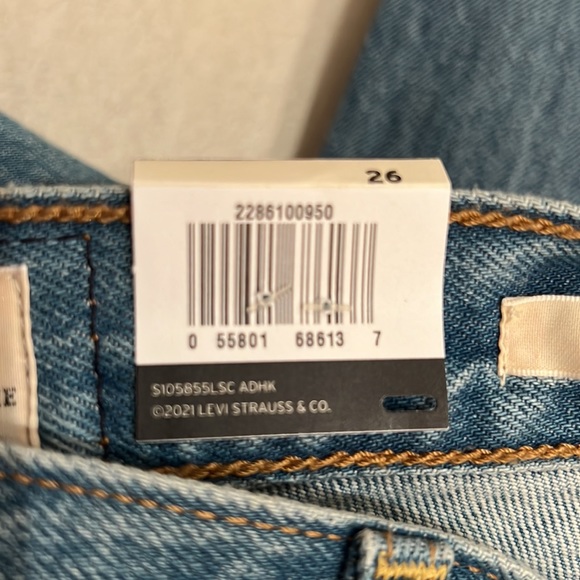 26
2286100950
0 55801 68613 7
S105855LSC ADHK
©2021 LEVI STRAUSS & CO.
E